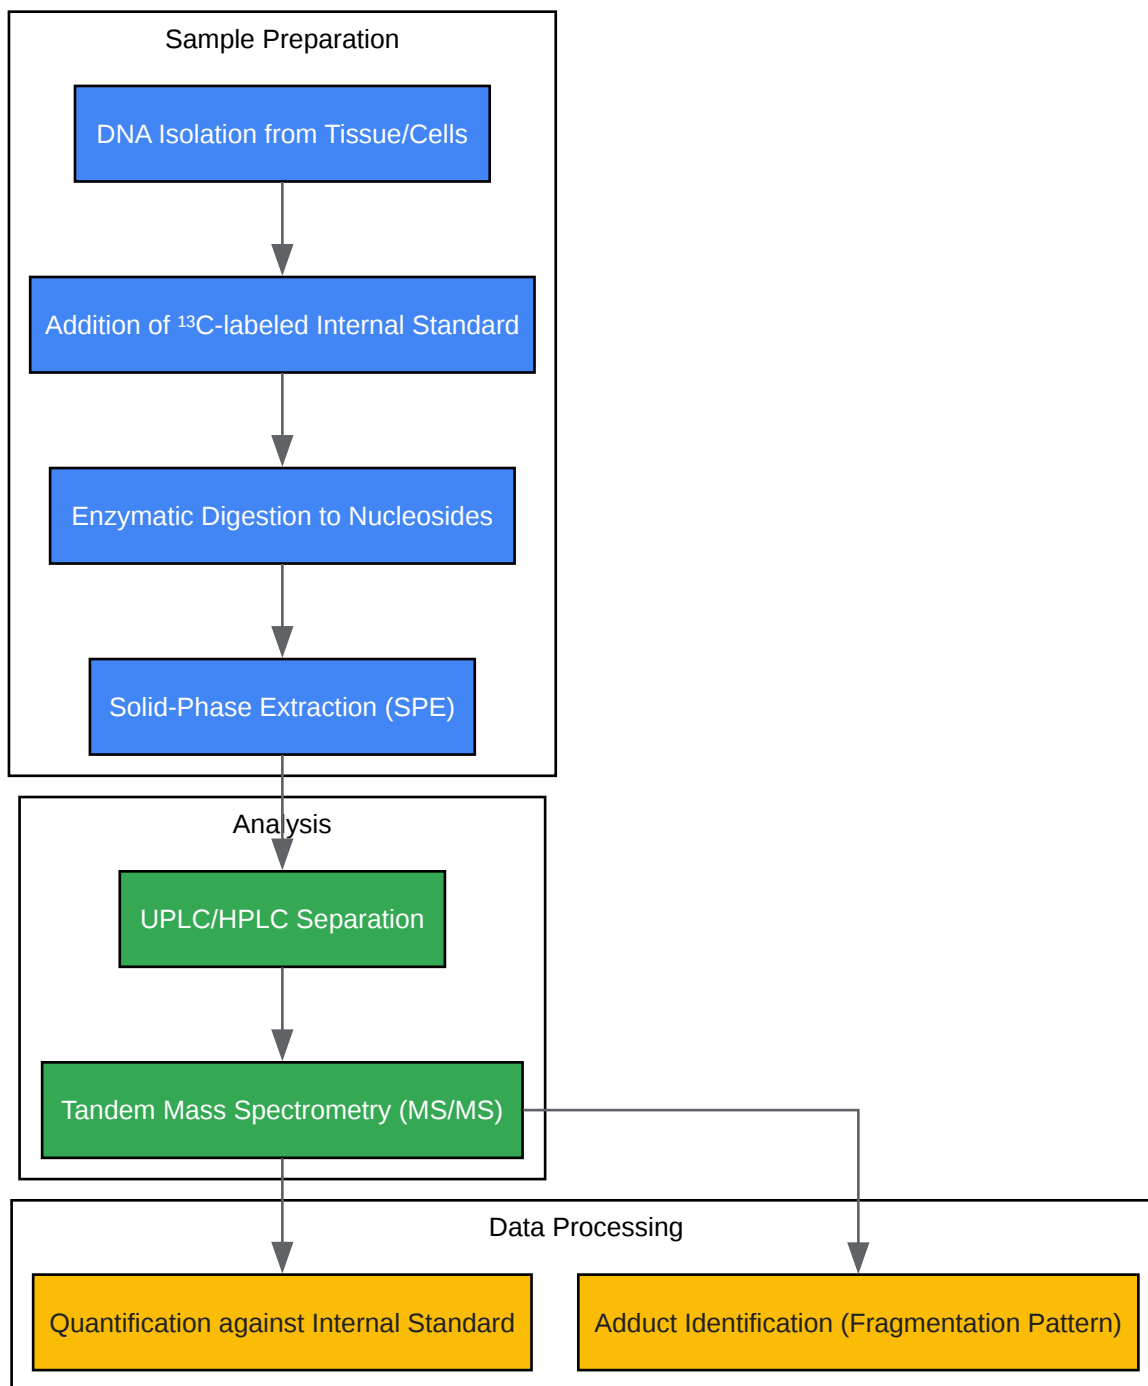 Sample Preparation
DNA Isolation from Tissue/Cells
Addition of ¹³C-labeled Internal Standard
Enzymatic Digestion to Nucleosides
Solid-Phase Extraction (SPE)
Analysis
UPLC/HPLC Separation
Tandem Mass Spectrometry (MS/MS)
Data Processing
Quantification against Internal Standard
Adduct Identification (Fragmentation Pattern)